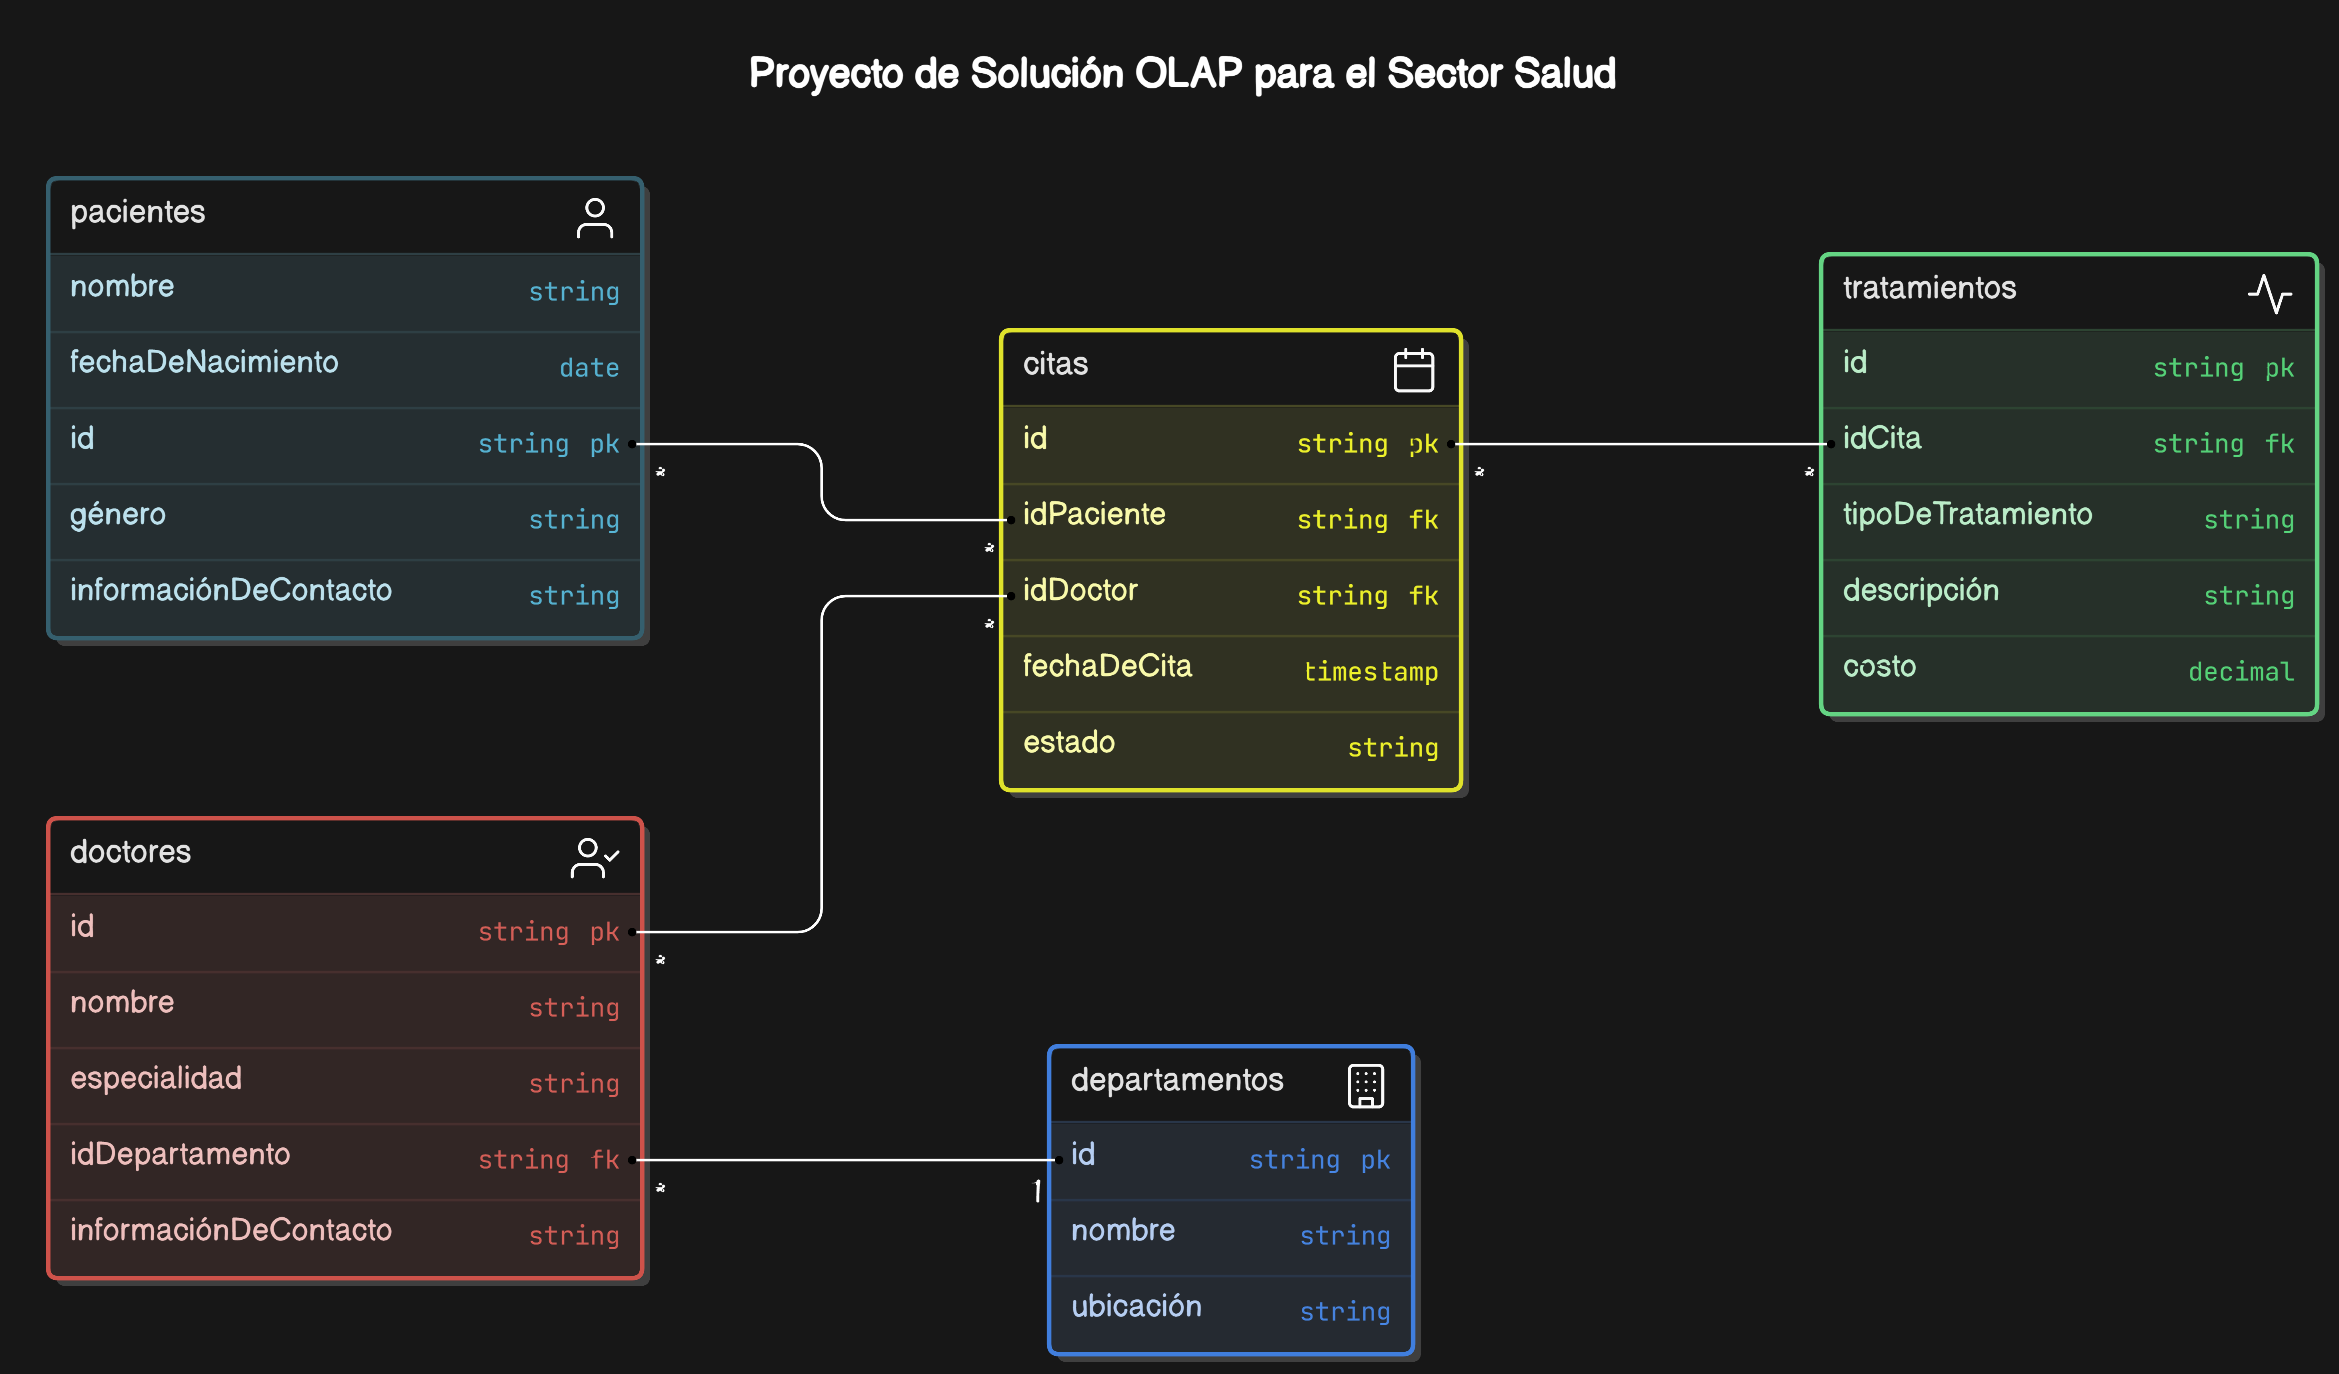 Proyecto de Solución OLAP para el Sector Salud
pacientes
nombre string
fechaDeNacimiento date
id string pk
género string
informaciónDeContacto string
*
doctores
id string pk
nombre string
especialidad string
idDepartamento string fk
informaciónDeContacto string
*
*
citas
id string pk
idPaciente string fk
idDoctor string fk
fechaDeCita timestamp
estado string
*
*
*
departamentos
id string pk
nombre string
ubicación string
1
tratamientos
id string pk
idCita string fk
tipoDeTratamiento string
descripción string
costo decimal
*